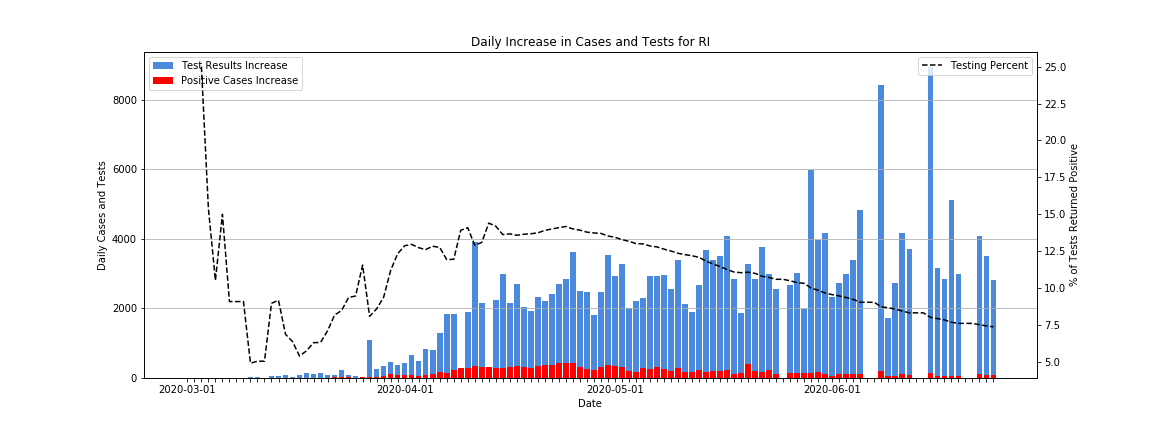 Daily Increase in Cases and Tests for RI
Test Results Increase
Positive Cases Increase
Testing Percent
8000
6000
4000
2000
0
Daily Cases and Tests
25.0
22.5
20.0
17.5
15.0
12.5
10.0
7.5
5.0
% of Tests Returned Positive
2020-03-01
2020-04-01
2020-05-01
2020-06-01
Date